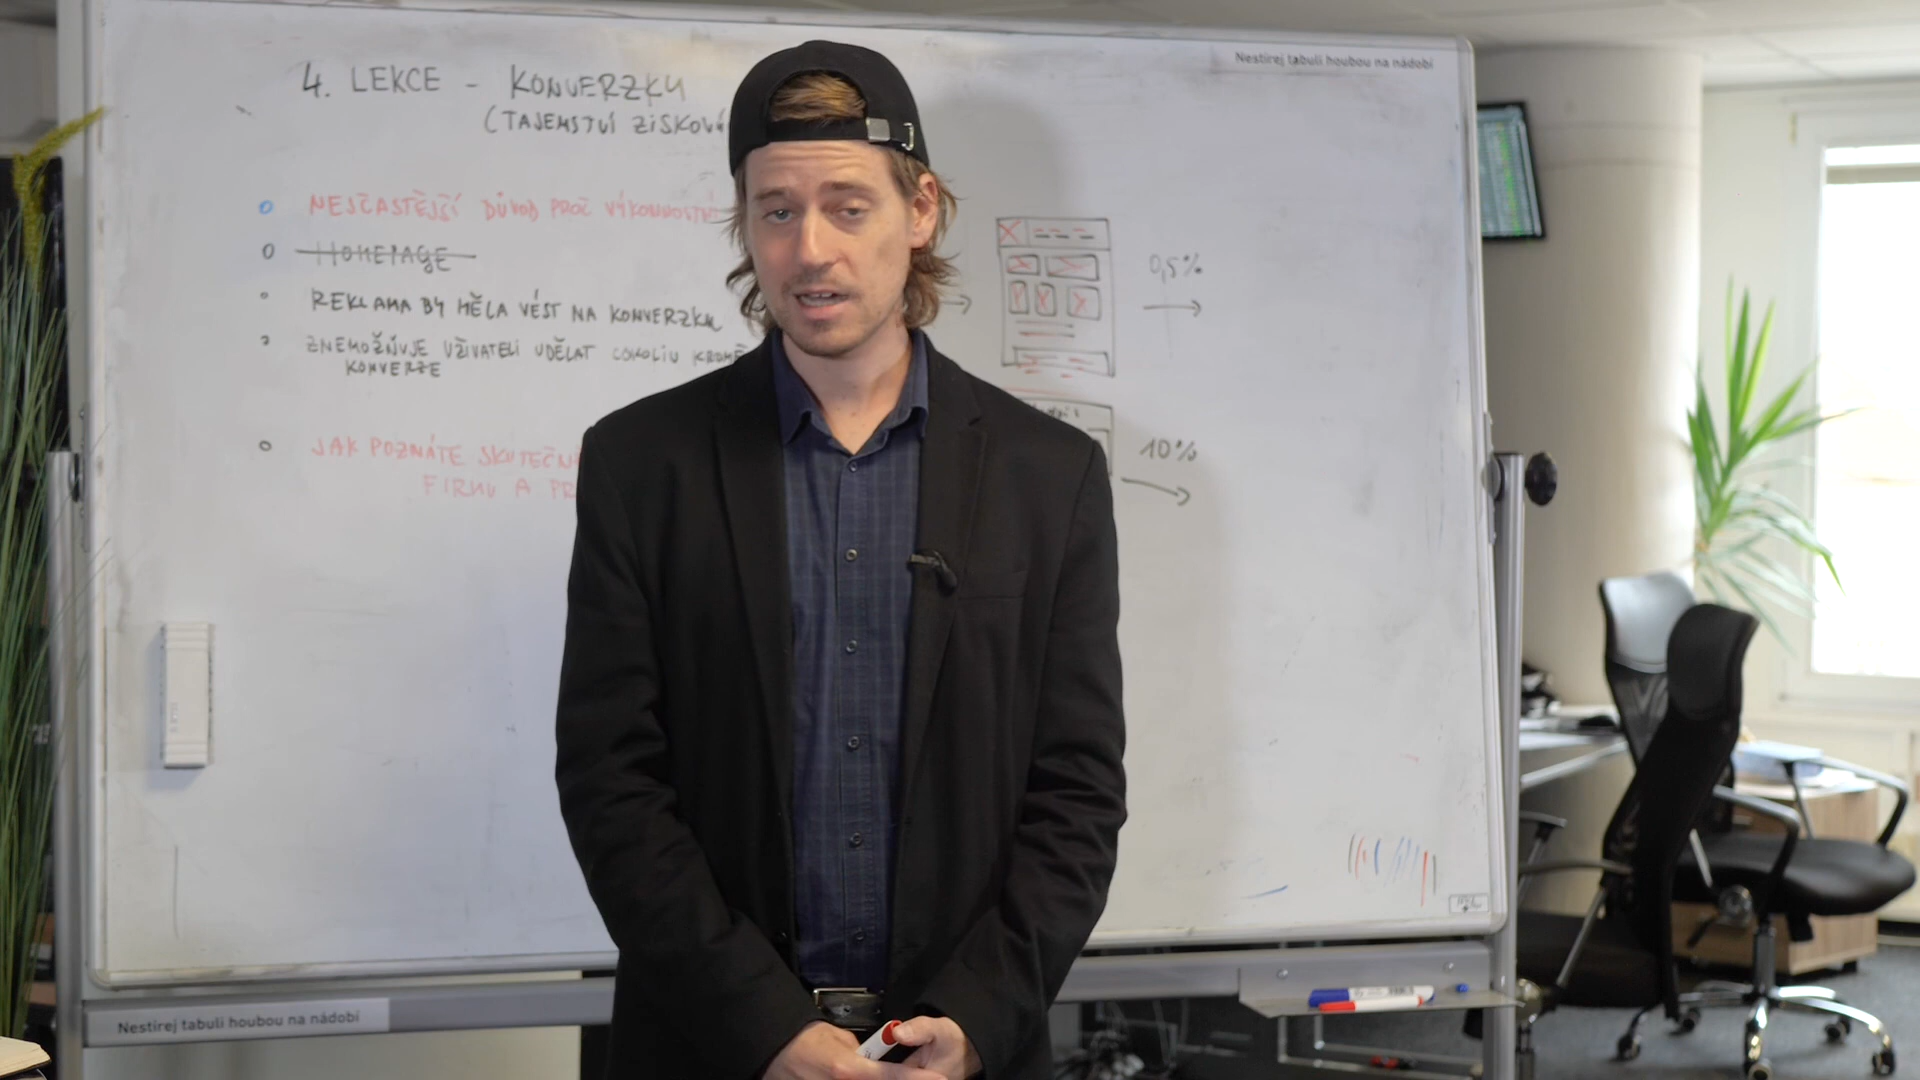 Nestírej tabuli houbou na nádobí
4. LEKCE - KONVERZKY
(TAJEMSTVÍ ZISKOVÉ
NEJČASTĚJŠÍ DŮVOD PROČ VÝKONNOSTNÍ
HOMEPAGE
REKLAMA BY MĚLA VÉST NA KONVERZKU
ZNEMOŽŇUJE UŽIVATELI UDĚLAT COKOLIV KROMĚ
KONVERZE
0,5%
JAK POZNÁTE SKUTEČN
FIRMU A PR
10%
Nestírej tabuli houbou na nádobí